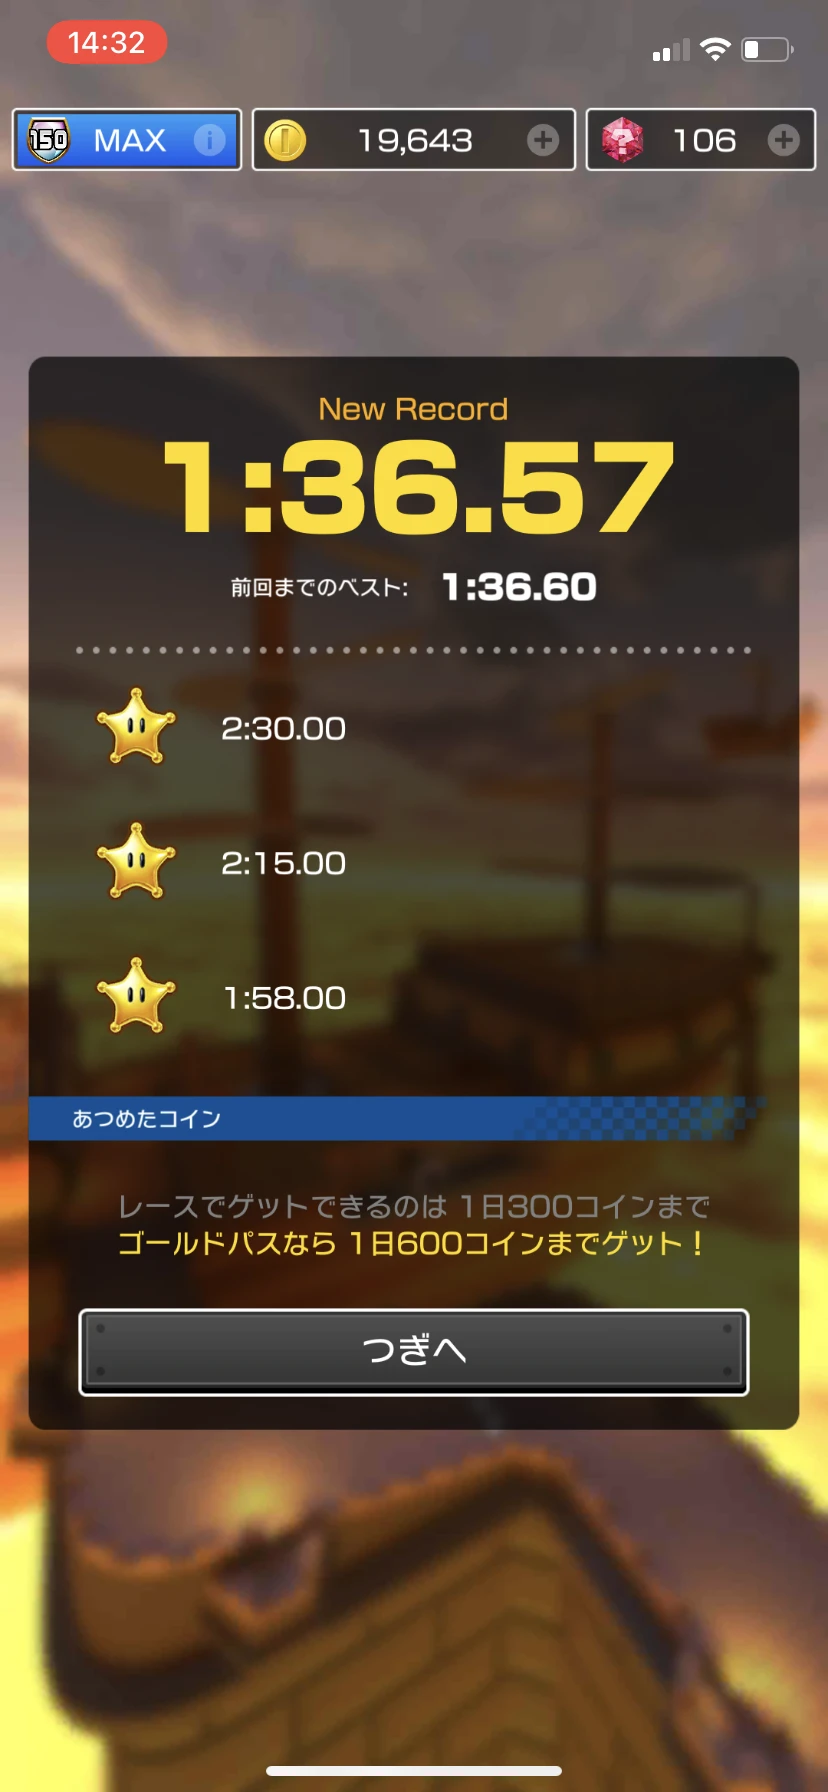 14:32
150 MAX i
19,643 +
? 106 +
New Record
1:36.57
前回までのベスト: 1:36.60
2:30.00
2:15.00
1:58.00
あつめたコイン
レースでゲットできるのは 1日300コインまで
ゴールドパスなら 1日600コインまでゲット!
つぎへ